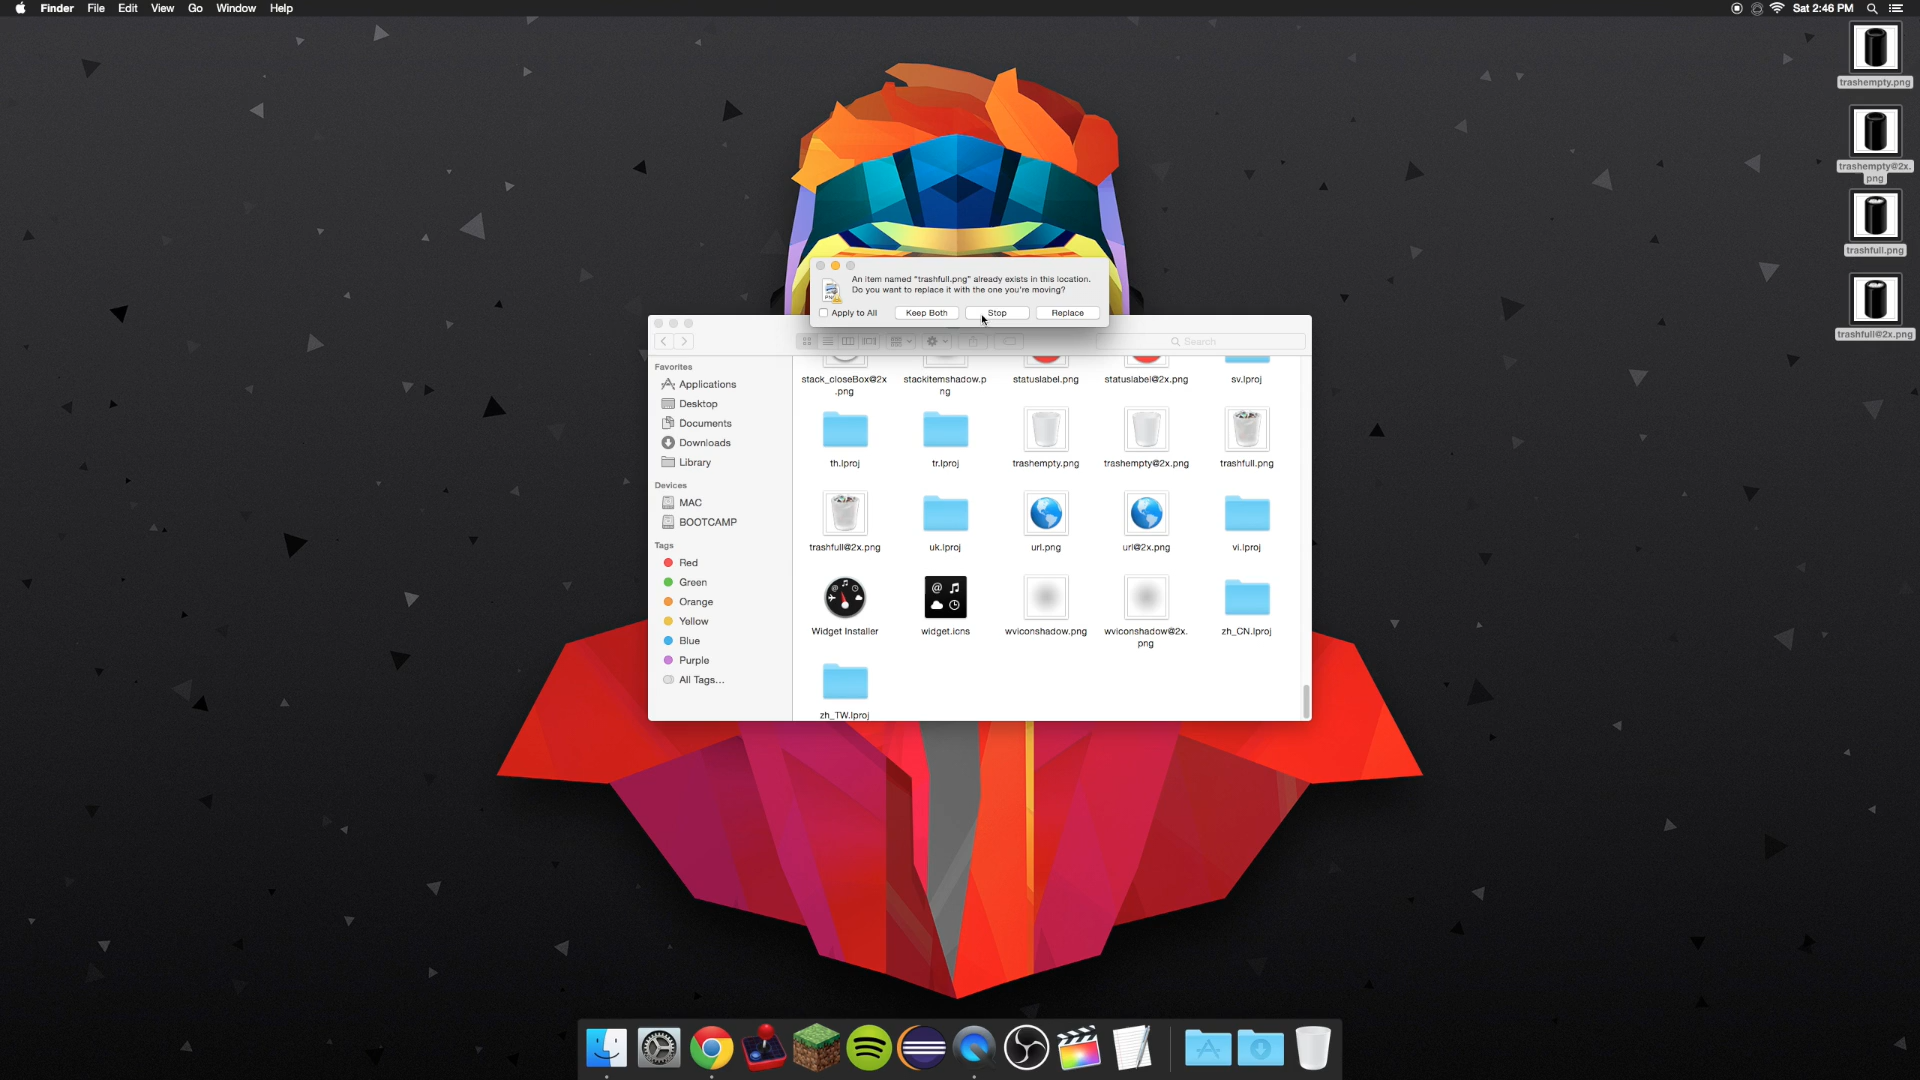 Finder File Edit View Go Window Help
Sat 2:46 PM
trashempty.png
trashempty@2x.
png
trashfull.png
trashfull@2x.png
An item named “trashfull.png” already exists in this location.
Do you want to replace it with the one you’re moving?
Apply to All Keep Both Stop Replace
Search
Favorites
Applications
Desktop
Documents
Downloads
Library
Devices
MAC
BOOTCAMP
Tags
Red
Green
Orange
Yellow
Blue
Purple
All Tags…
stack_closeBox@2x
.png
stackitemshadow.p
ng
statuslabel.png
statuslabel@2x.png
sv.lproj
th.lproj
tr.lproj
trashempty.png
trashempty@2x.png
trashfull.png
trashfull@2x.png
uk.lproj
url.png
url@2x.png
vi.lproj
Widget Installer
widget.icns
wviconshadow.png
wviconshadow@2x.
png
zh_CN.lproj
zh_TW.lproj